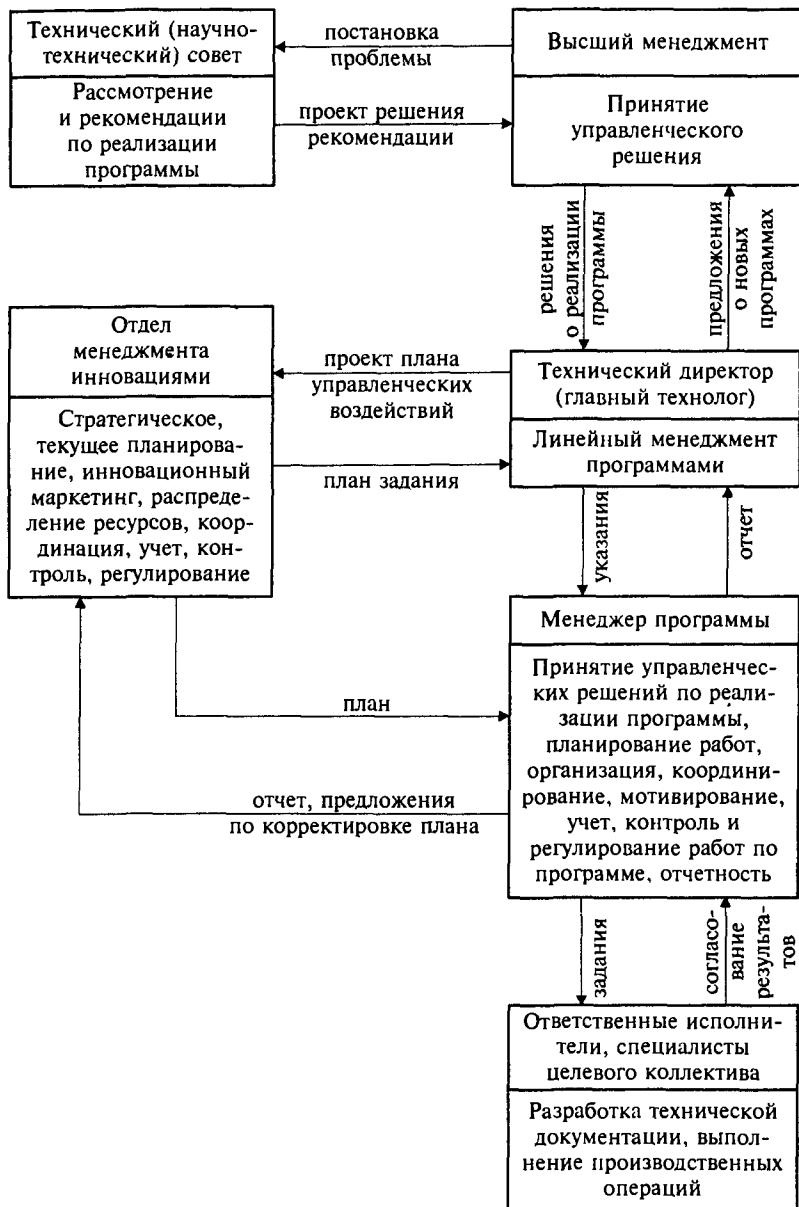 Технический (научно-
технический) совет
Рассмотрение
и рекомендации
по реализации
программы
постановка
проблемы
проект решения
рекомендации
Высший менеджмент
Принятие
управленческого
решения
решения
о реализации
программы
предложения
о новых
программах
Отдел
менеджмента
инновациями
Стратегическое,
текущее планирова-
ние, инновационный
маркетинг, распреде-
ление ресурсов, коор-
динация, учет, кон-
троль, регулирование
проект плана
управленческих
воздействий
план задания
Технический директор
(главный технолог)
Линейный менеджмент
программами
указания
отчет
Менеджер программы
Принятие управленчес-
ких решений по реали-
зации программы,
планирование работ,
организация, координи-
рование, мотивирование,
учет, контроль и
регулирование работ по
программе, отчетность
план
отчет, предложения
по корректировке плана
задания
согласо-
вание
результа-
тов
Ответственные исполни-
тели, специалисты
целевого коллектива
Разработка технической
документации, выпол-
нение производственных
операций